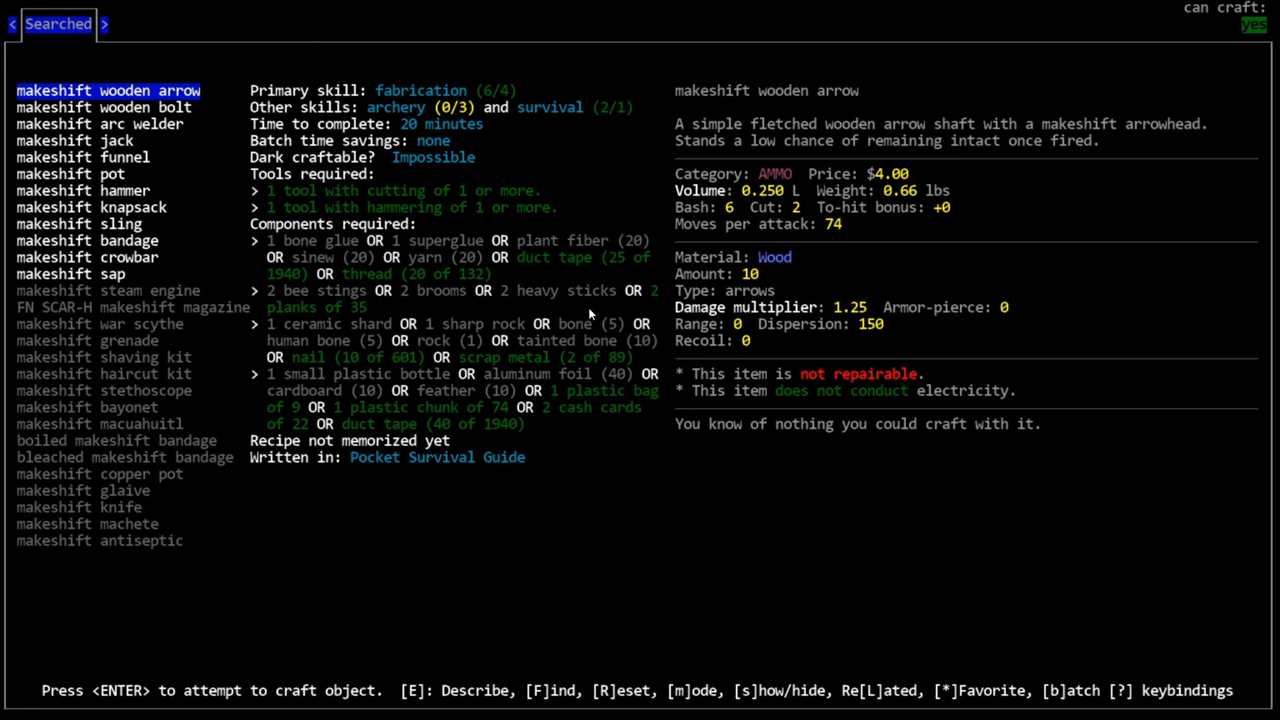 can craft:
< Searched >
yes
makeshift wooden arrow
makeshift wooden bolt
makeshift arc welder
makeshift jack
makeshift funnel
makeshift pot
makeshift hammer
makeshift knapsack
makeshift sling
makeshift bandage
makeshift crowbar
makeshift sap
makeshift steam engine
FN SCAR-H makeshift magazine
makeshift war scythe
makeshift grenade
makeshift shaving kit
makeshift haircut kit
makeshift stethoscope
makeshift bayonet
makeshift macuahuitl
boiled makeshift bandage
bleached makeshift bandage
makeshift copper pot
makeshift glaive
makeshift knife
makeshift machete
makeshift antiseptic
Primary skill: fabrication (6/4)
Other skills: archery (0/3) and survival (2/1)
Time to complete: 20 minutes
Batch time savings: none
Dark craftable? Impossible
Tools required:
> 1 tool with cutting of 1 or more.
> 1 tool with hammering of 1 or more.
Components required:
> 1 bone glue OR 1 superglue OR plant fiber (20)
OR sinew (20) OR yarn (20) OR duct tape (25 of
1940) OR thread (20 of 132)
> 2 bee stings OR 2 brooms OR 2 heavy sticks OR 2
planks of 35
> 1 ceramic shard OR 1 sharp rock OR bone (5) OR
human bone (5) OR rock (1) OR tainted bone (10)
OR nail (10 of 601) OR scrap metal (2 of 89)
> 1 small plastic bottle OR aluminum foil (40) OR
cardboard (10) OR feather (10) OR 1 plastic bag
of 9 OR 1 plastic chunk of 74 OR 2 cash cards
of 22 OR duct tape (40 of 1940)
Recipe not memorized yet
Written in: Pocket Survival Guide
makeshift wooden arrow
A simple fletched wooden arrow shaft with a makeshift arrowhead.
Stands a low chance of remaining intact once fired.
Category: AMMO Price: $4.00
Volume: 0.250 L Weight: 0.66 lbs
Bash: 6 Cut: 2 To-hit bonus: +0
Moves per attack: 74
Material: Wood
Amount: 10
Type: arrows
Damage multiplier: 1.25 Armor-pierce: 0
Range: 0 Dispersion: 150
Recoil: 0
* This item is not repairable.
* This item does not conduct electricity.
You know of nothing you could craft with it.
Press <ENTER> to attempt to craft object. [E]: Describe, [F]ind, [R]eset, [m]ode, [s]how/hide, Re[L]ated, [*]Favorite, [b]atch [?] keybindings